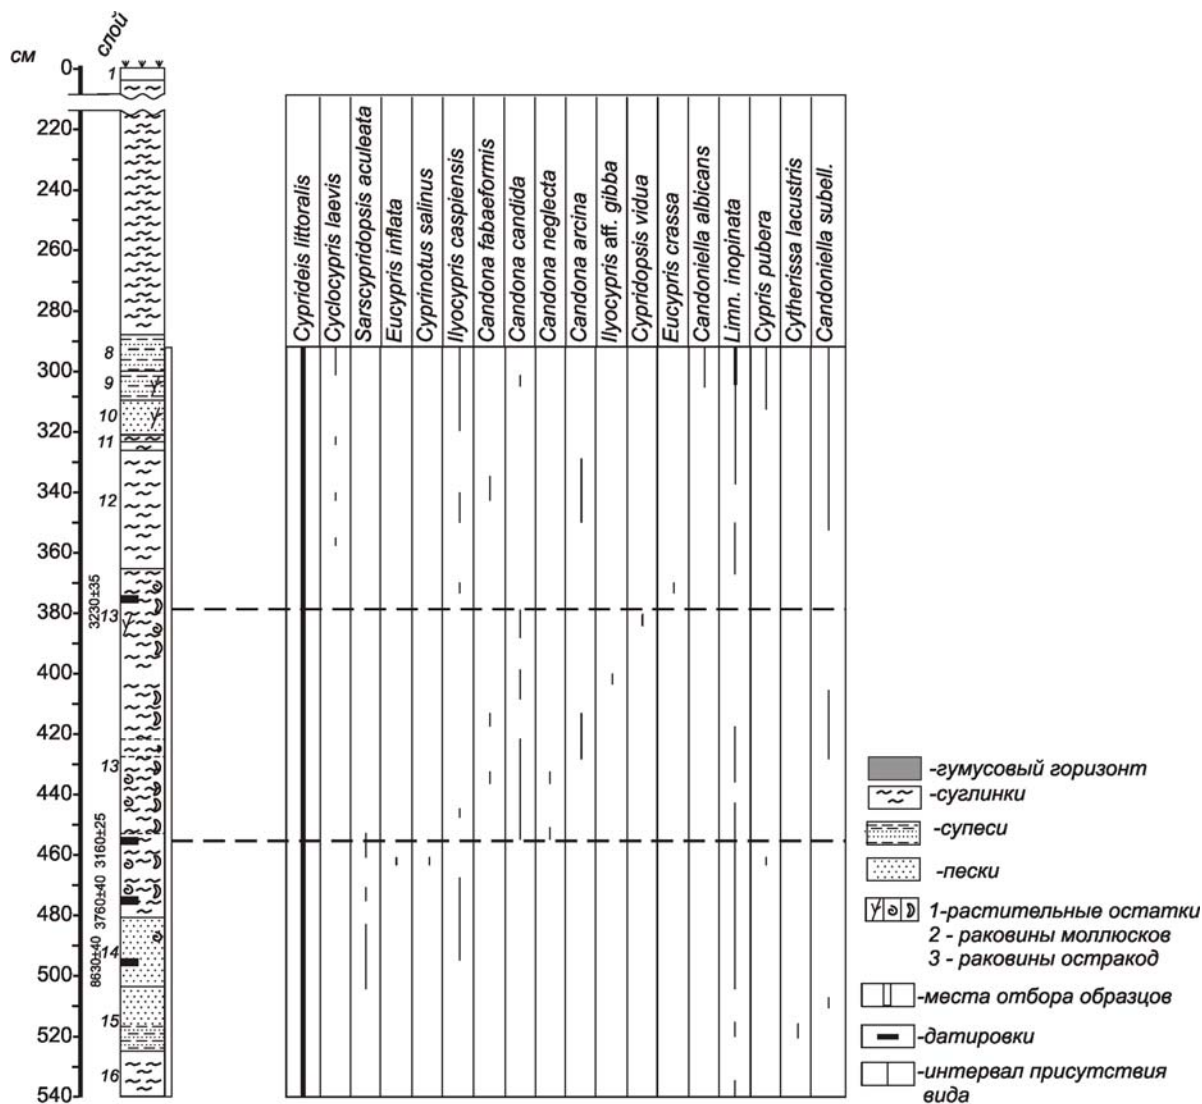 см
слой
0
220
240
260
280
300
320
340
360
380
400
420
440
460
480
500
520
540
1
8
9
10
11
12
13
13
14
15
16
3230±35
3160±25
3760±40
8630±40
Cyprideis littoralis
Cyclocypris laevis
Sarscypridopsis aculeata
Eucypris inflata
Cyprinotus salinus
Ilyocypris caspiensis
Candona fabaeformis
Candona candida
Candona neglecta
Candona arcina
Ilyocypris aff. gibba
Cypridopsis vidua
Eucypris crassa
Candoniella albicans
Limn. inopinata
Cypris pubera
Cytherissa lacustris
Candoniella subell.
-гумусовый горизонт
-суглинки
-супеси
-пески
1-растительные остатки
2 - раковины моллюсков
3 - раковины остракод
-места отбора образцов
-датировки
-интервал присутствия
вида